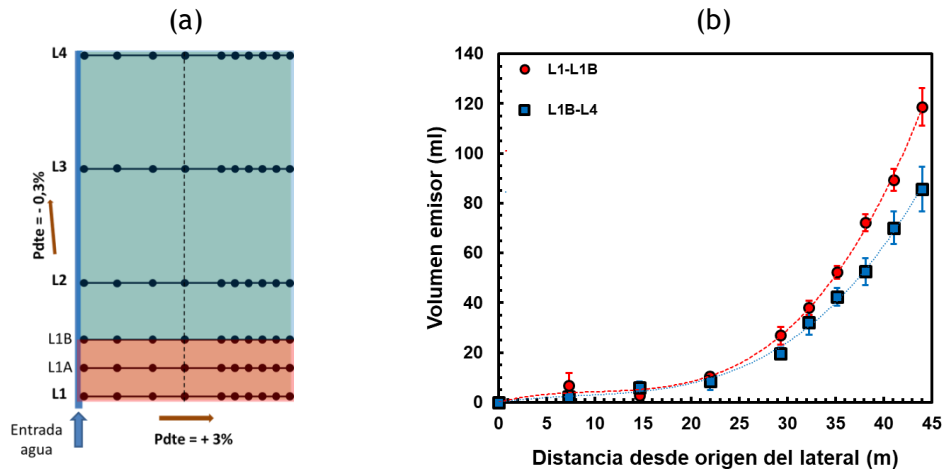 (a)
L4
L3
Pdte = - 0,3%
L2
L1B
L1A
L1
Entrada
agua
Pdte = + 3%
(b)
140
120
100
80
60
40
20
0
Volumen emisor (ml)
L1-L1B
L1B-L4
0 5 10 15 20 25 30 35 40 45
Distancia desde origen del lateral (m)